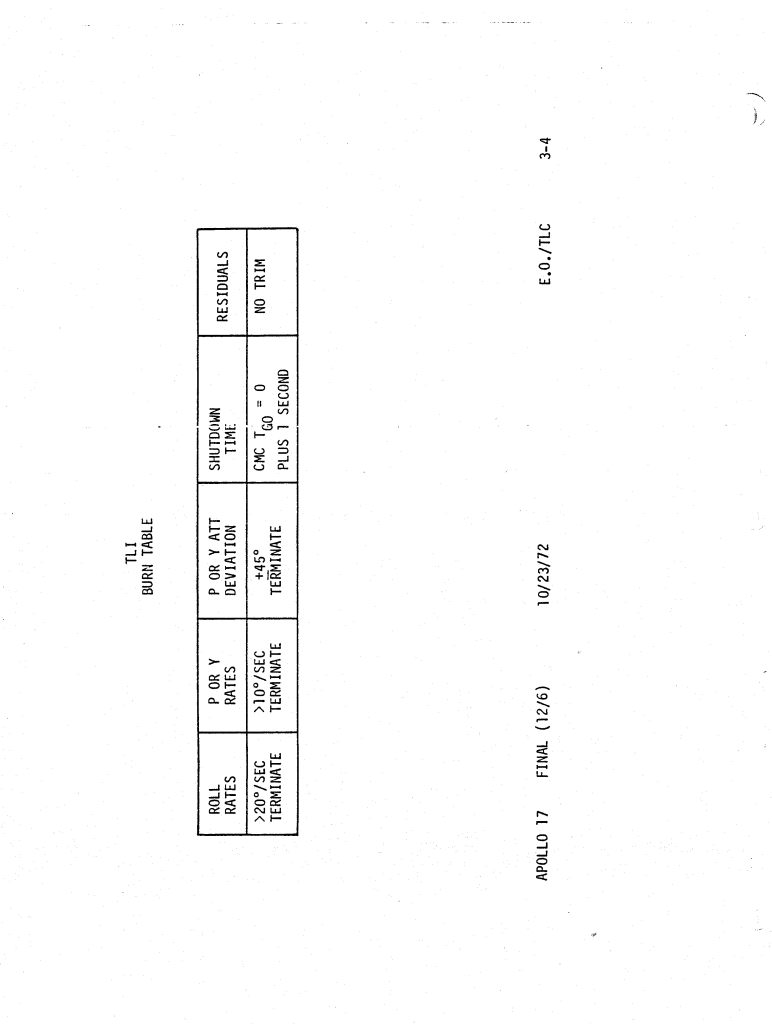 TLI
BURN TABLE
ROLL
RATES
P OR Y
RATES
P OR Y ATT
DEVIATION
SHUTDOWN
TIME
RESIDUALS
>20°/SEC
TERMINATE
>10°/SEC
TERMINATE
±45°
TERMINATE
CMC TGO = 0
PLUS 1 SECOND
NO TRIM
APOLLO 17 FINAL (12/6) 10/23/72 E.O./TLC 3-4